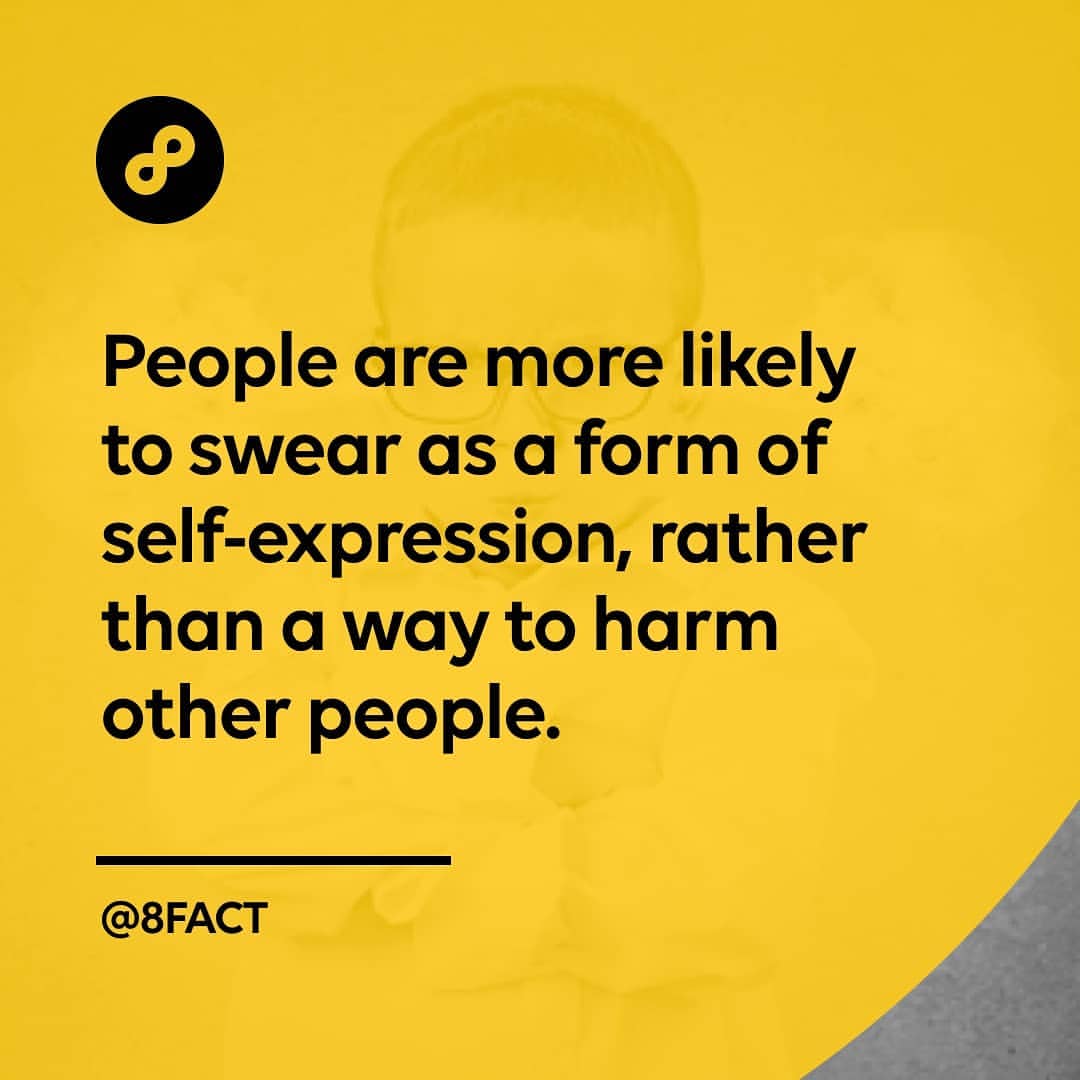 People are more likely
to swear as a form of
self-expression, rather
than a way to harm
other people.
@8FACT